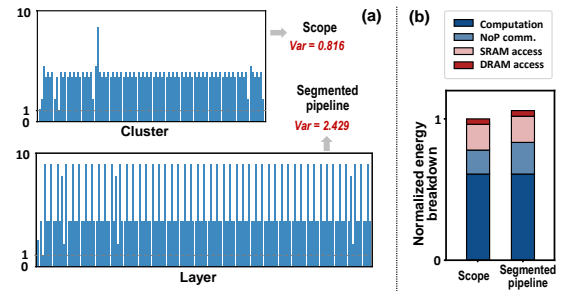 10
1
0
Cluster
(a)
Scope
Var = 0.816
Segmented
pipeline
Var = 2.429
10
1
0
Layer
(b)
Computation
NoP comm.
SRAM access
DRAM access
Normalized energy
breakdown
1
0
Scope
Segmented
pipeline